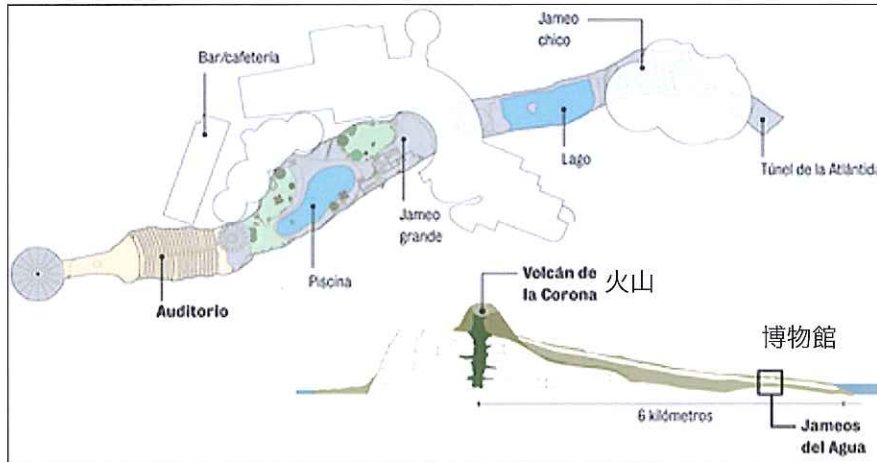 Jameo
chico
Bar/cafetería
Lago
Túnel de la Atlántida
Jameo
grande
Piscina
Auditorio
Volcán de
la Corona 火山
博物館
6 kilómetros
Jameos
del Agua